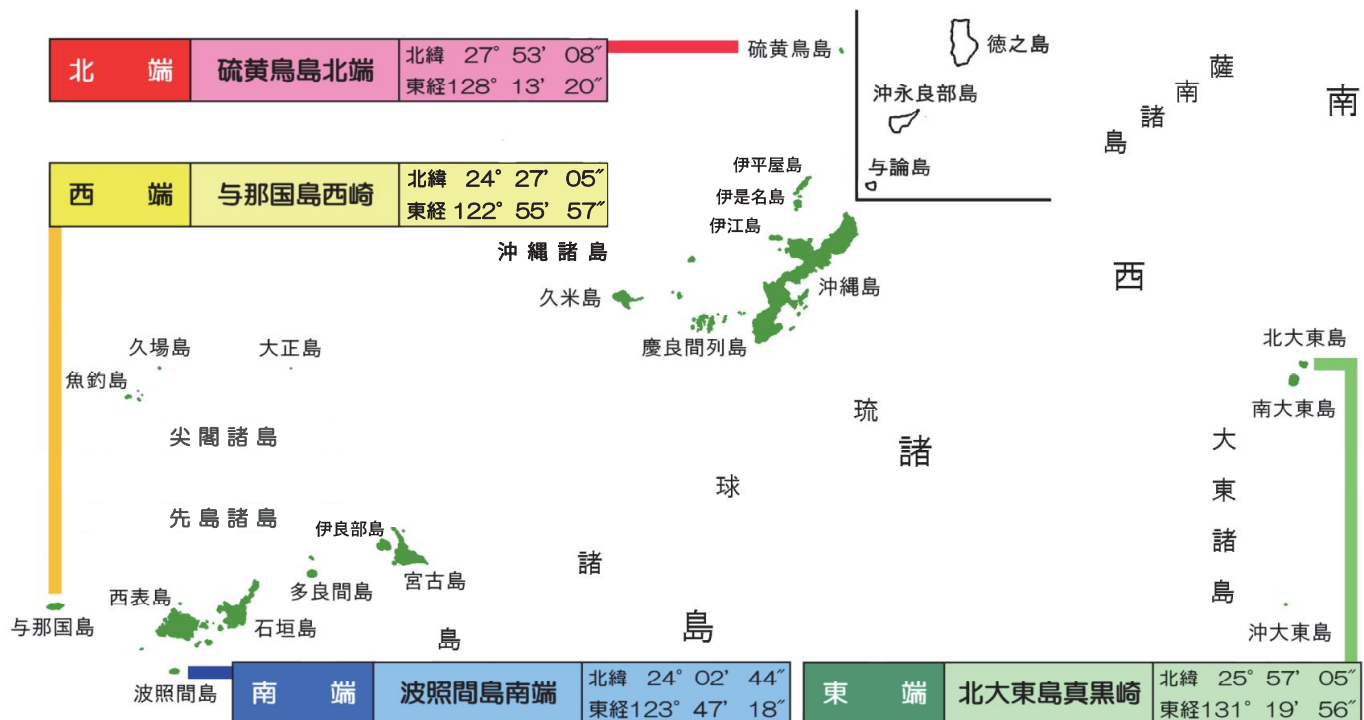 北　端
硫黄鳥島北端
北緯 27° 53′ 08″
東経128° 13′ 20″
硫黄鳥島
徳之島
沖永良部島
与論島
薩南諸島
南西諸島
西　端
与那国島西崎
北緯 24° 27′ 05″
東経 122° 55′ 57″
伊平屋島
伊是名島
伊江島
沖縄諸島
沖縄島
久米島
慶良間列島
久場島
大正島
魚釣島
尖閣諸島
北大東島
南大東島
大東諸島
琉球諸島
先島諸島
伊良部島
宮古島
多良間島
西表島
石垣島
与那国島
波照間島
沖大東島
南　端
波照間島南端
北緯 24° 02′ 44″
東経123° 47′ 18″
東　端
北大東島真黒崎
北緯 25° 57′ 05″
東経131° 19′ 56″